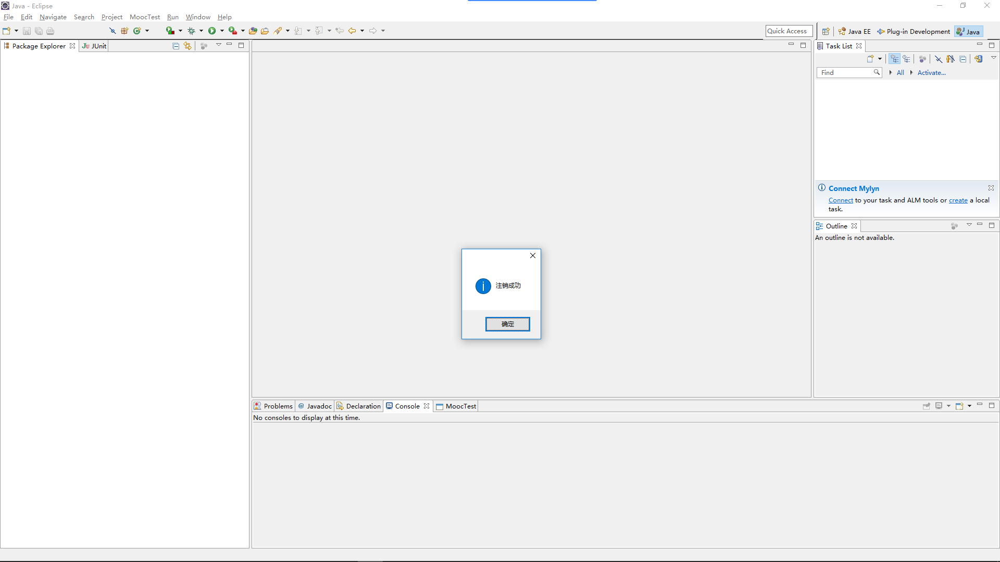 Java - Eclipse
File Edit Navigate Search Project MoocTest Run Window Help
Quick Access
Java EE
Plug-in Development
Java
Package Explorer
JUnit
Task List
Find
All
Activate...
Connect Mylyn
Connect to your task and ALM tools or create a local
task.
Outline
An outline is not available.
注销成功
确定
Problems
Javadoc
Declaration
Console
MoocTest
No consoles to display at this time.